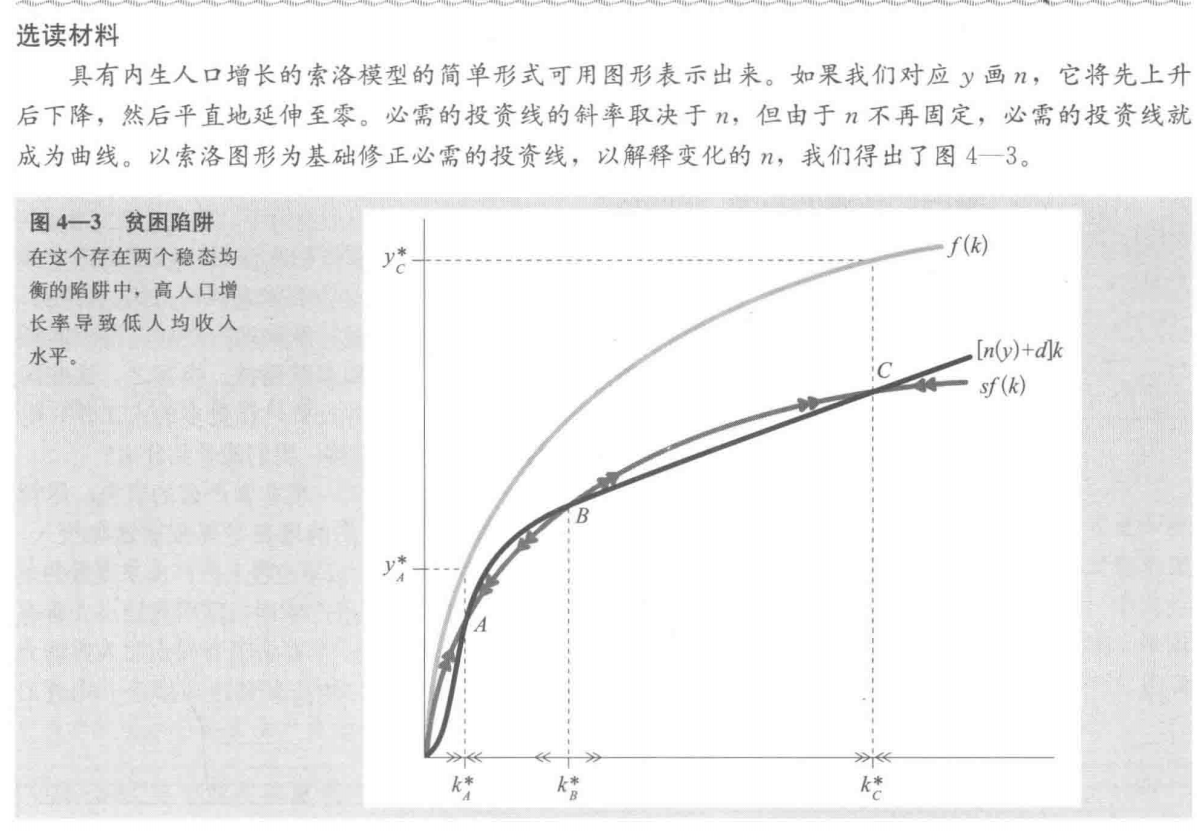 选读材料
具有内生人口增长的索洛模型的简单形式可用图形表示出来。如果我们对应 y 画 n，它将先上升
后下降，然后平直地延伸至零。必需的投资线的斜率取决于 n，但由于 n 不再固定，必需的投资线就
成为曲线。以索洛图形为基础修正必需的投资线，以解释变化的 n，我们得出了图 4—3。
图 4—3 贫困陷阱
在这个存在两个稳态均
衡的陷阱中，高人口增
长率导致低人均收入
水平。
y*C
f(k)
[n(y)+d]k
C
sf(k)
B
y*A
A
k*A
k*B
k*C